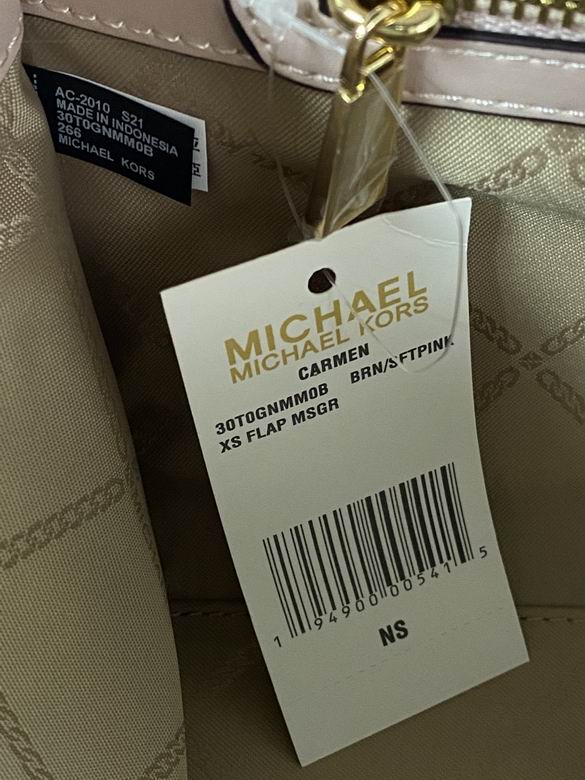 AC-2010 S21
MADE IN INDONESIA
30T0GNMM0B
266
MICHAEL KORS
MICHAEL
MICHAEL KORS
CARMEN
30T0GNMM0B BRN/SFTPINK
XS FLAP MSGR
1 94900 00541 5
NS